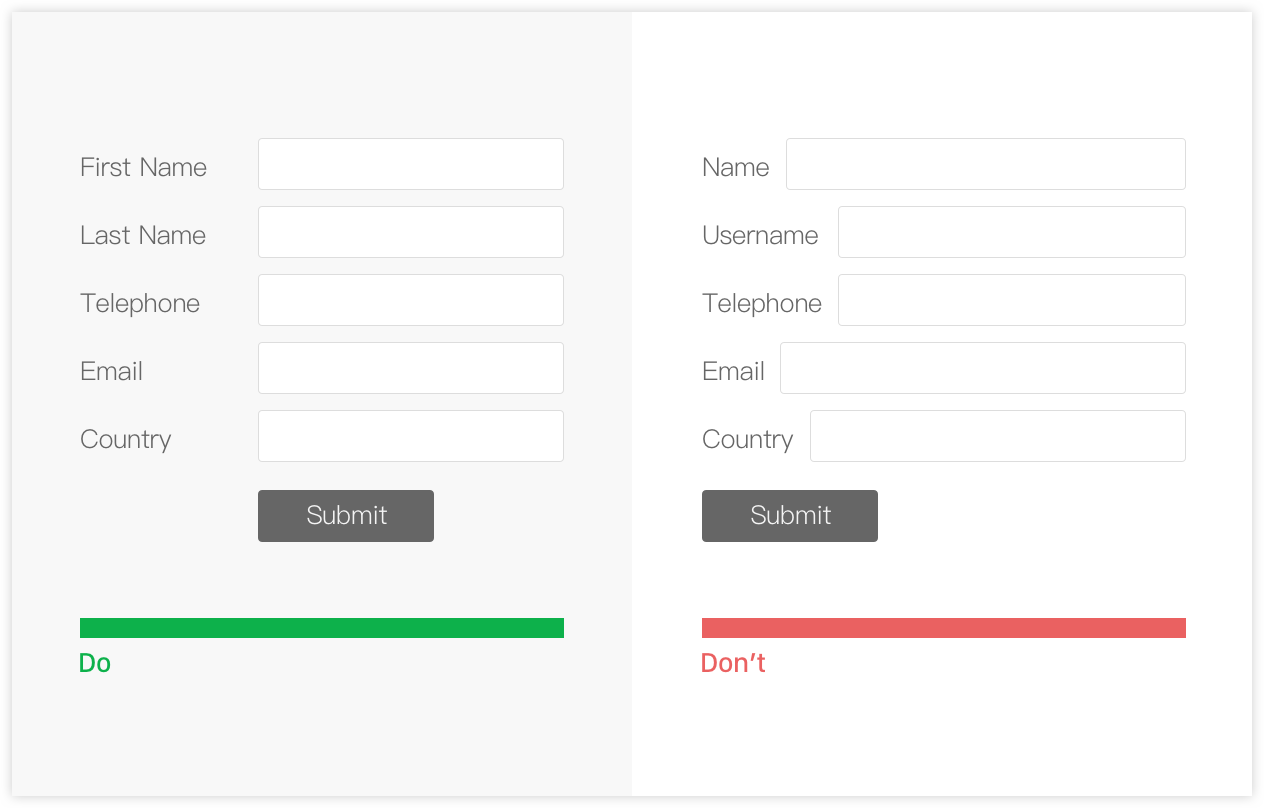 First Name
Last Name
Telephone
Email
Country
Submit
Do
Name
Username
Telephone
Email
Country
Submit
Don’t